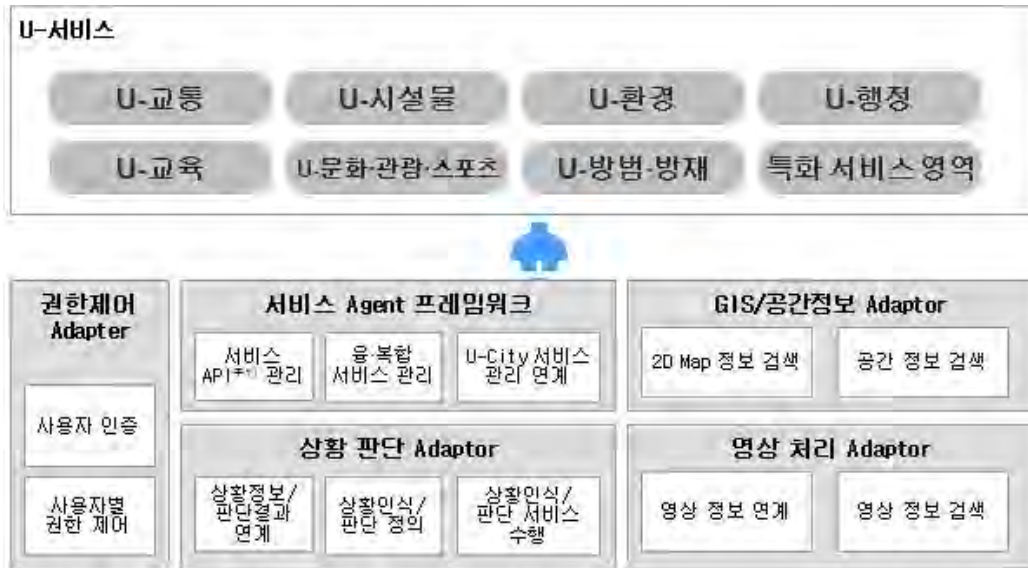 U-서비스
U-교통
U-시설물
U-환경
U-행정
U-교육
U-문화·관광·스포츠
U-방범·방재
특화 서비스 영역
권한제어
Adapter
사용자 인증
사용자별
권한 제어
서비스 Agent 프레임워크
서비스
API 관리
융·복합
서비스 관리
U-City 서비스
관리 연계
상황 판단 Adaptor
상황정보/
판단결과
연계
상황인식/
판단 정의
상황인식/
판단 서비스
수행
GIS/공간정보 Adaptor
2D Map 정보 검색
공간 정보 검색
영상 처리 Adaptor
영상 정보 연계
영상 정보 검색